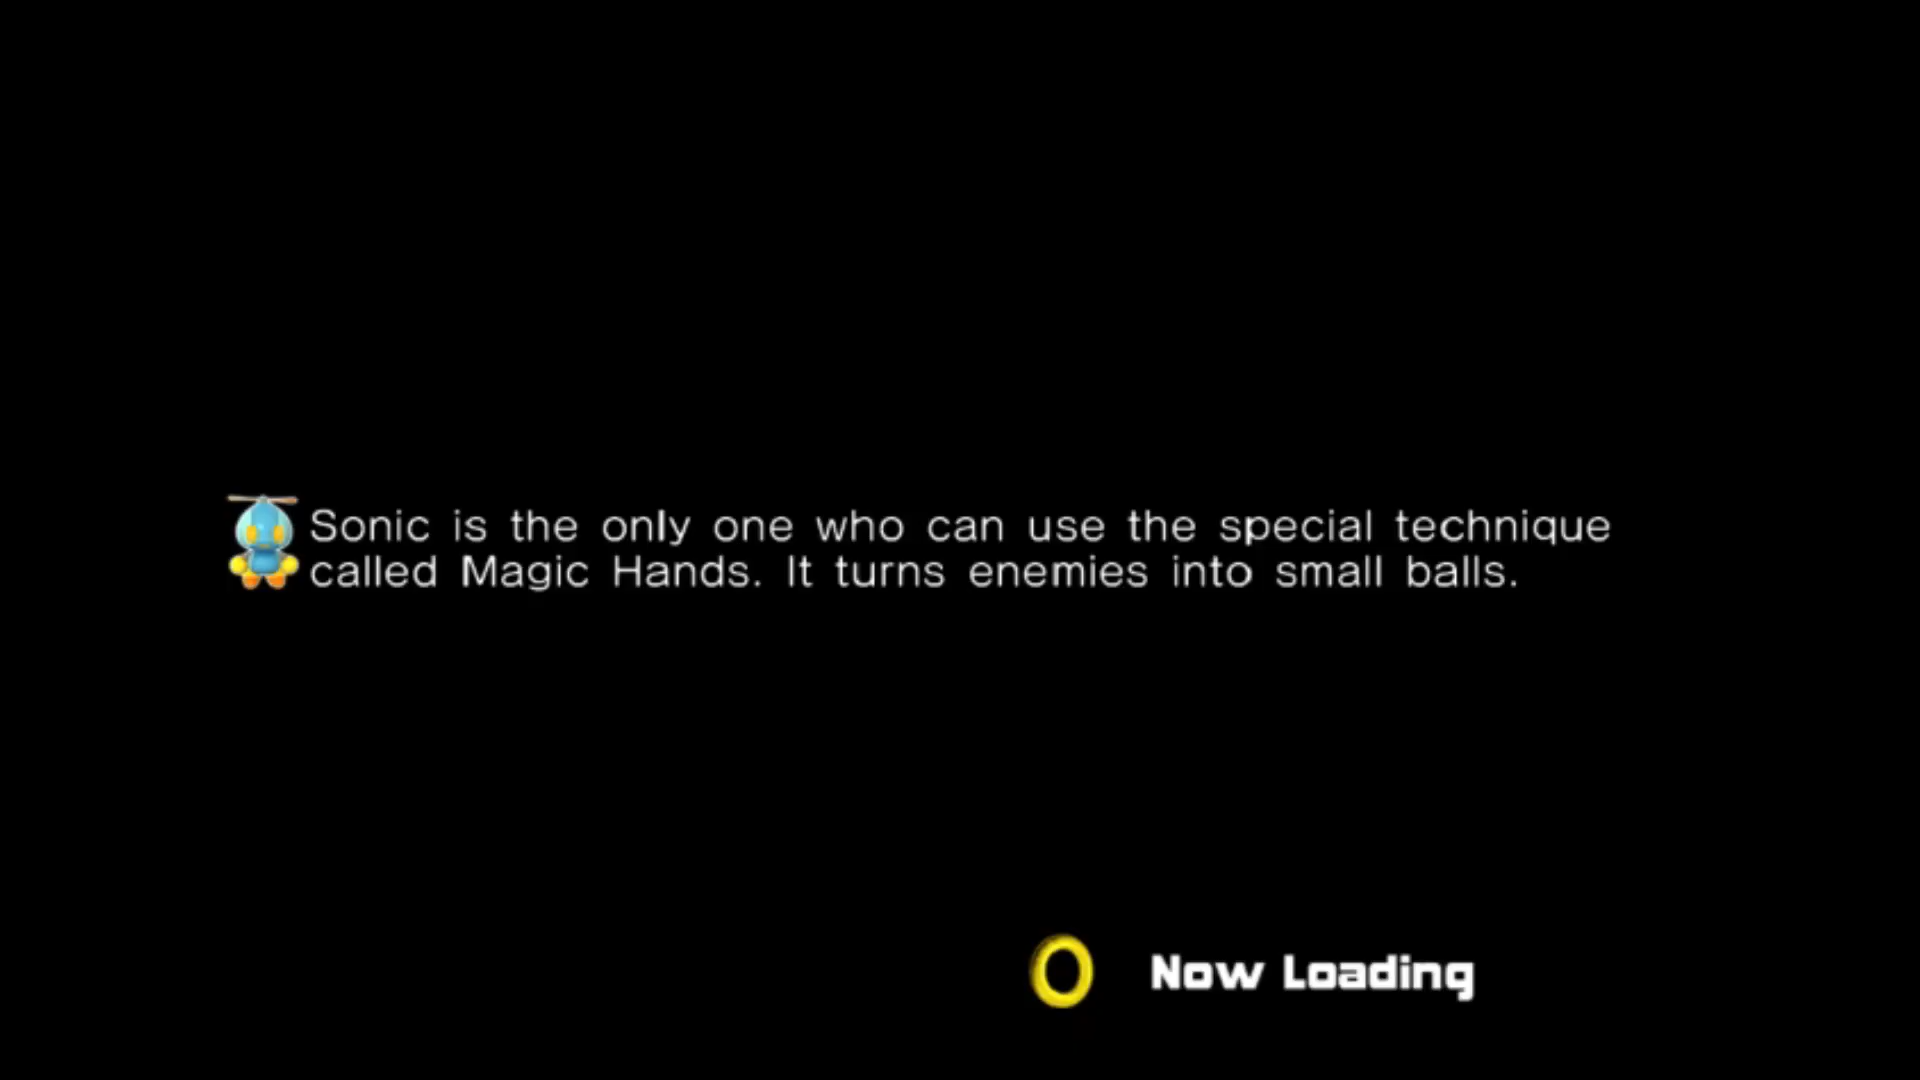 Sonic is the only one who can use the special technique
called Magic Hands. It turns enemies into small balls.
Now Loading